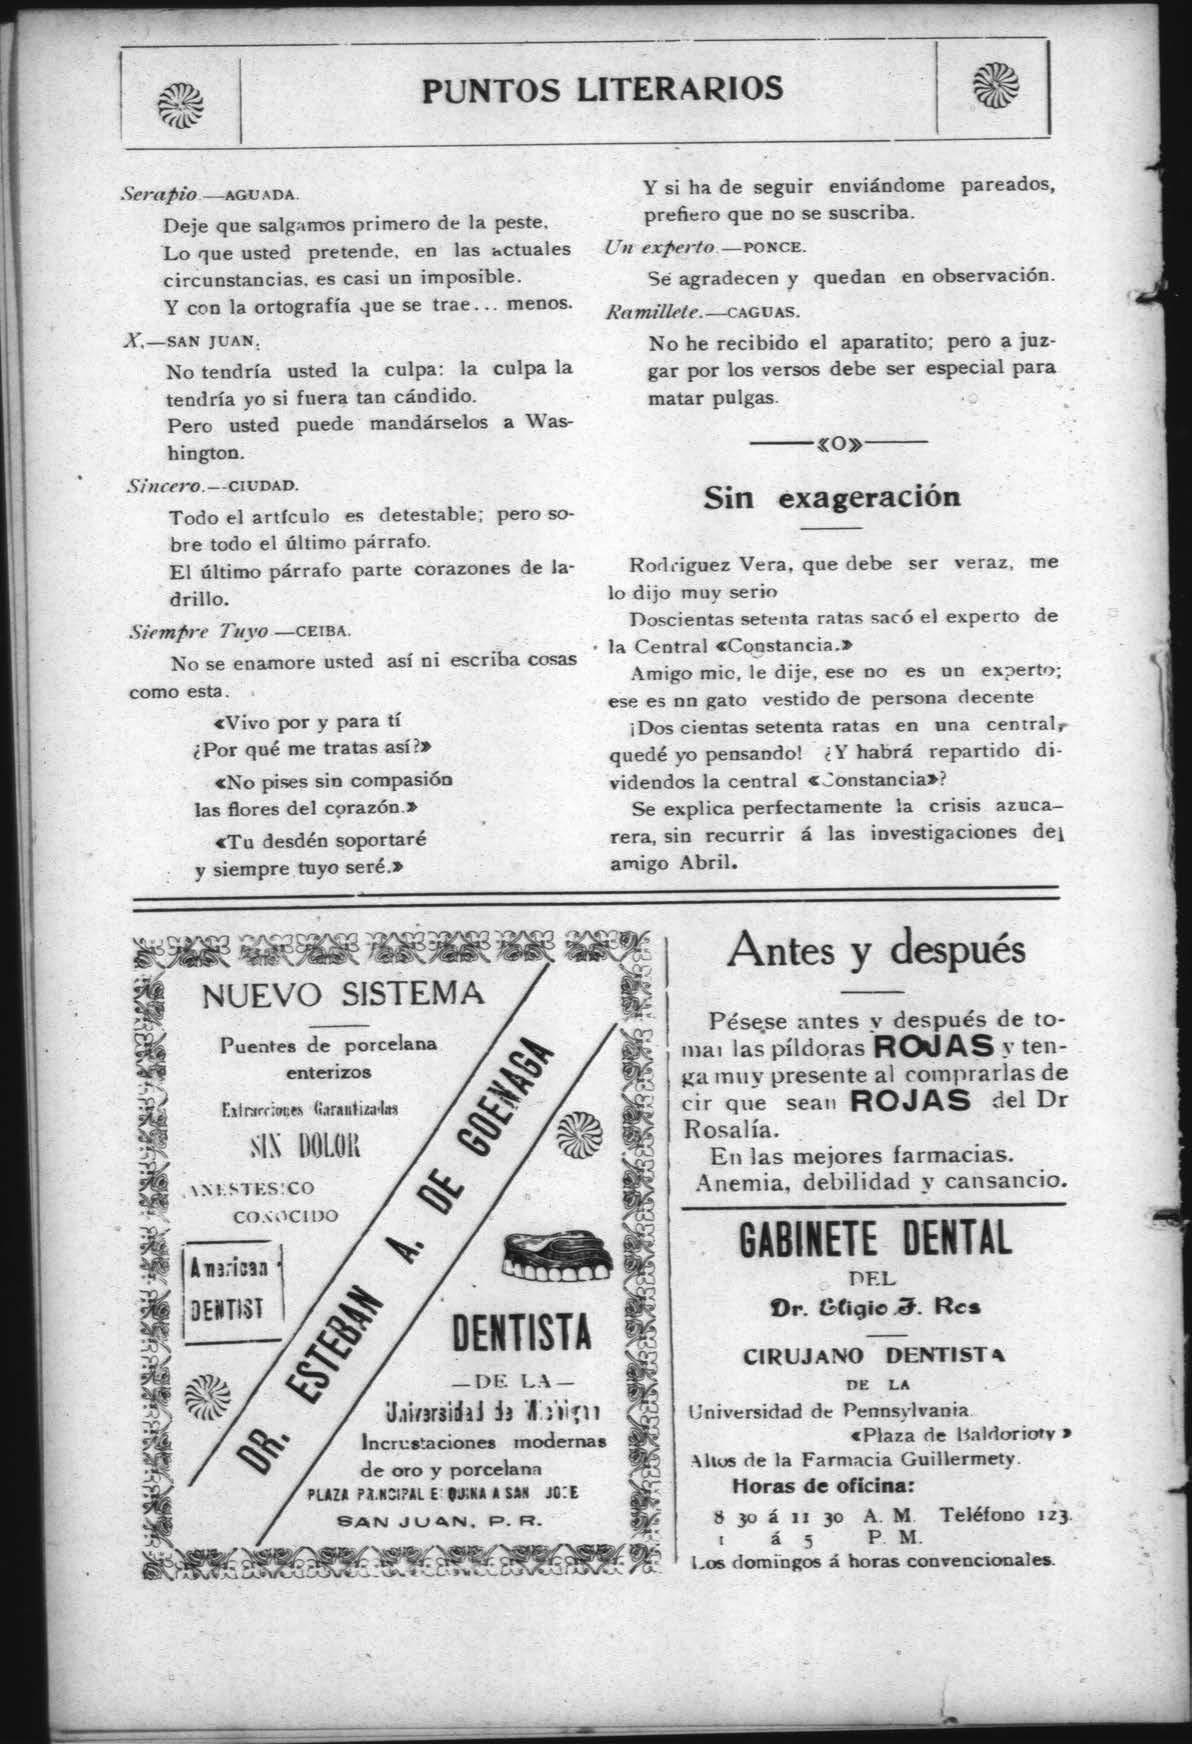 PUNTOS LITERARIOS
Serapio.—AGUADA.
Deje que salgamos primero de la peste.
Lo que usted pretende, en las actuales
circunstancias, es casi un imposible.
Y con la ortografía que se trae... menos.
X.—SAN JUAN.
No tendría usted la culpa: la culpa la
tendría yo si fuera tan cándido.
Pero usted puede mandárselos a Was-
hington.
Sincero.—CIUDAD.
Todo el artículo es detestable; pero so-
bre todo el último párrafo.
El último párrafo parte corazones de la-
drillo.
Siempre Tuyo—CEIBA.
No se enamore usted así ni escriba cosas
como esta.
«Vivo por y para tí
¿Por qué me tratas así?»
«No pises sin compasión
las flores del corazón.»
«Tu desdén soportaré
y siempre tuyo seré.»
Y si ha de seguir enviándome pareados,
prefiero que no se suscriba.
Un experto.—PONCE.
Se agradecen y quedan en observación.
Ramillete.—CAGUAS.
No he recibido el aparatito; pero a juz-
gar por los versos debe ser especial para
matar pulgas.
«O»
Sin exageración
Rodriguez Vera, que debe ser veraz, me
lo dijo muy serio
Doscientas setenta ratas sacó el experto de
la Central «Constancia.»
Amigo mio, le dije, ese no es un experto;
ese es nn gato vestido de persona decente
¡Dos cientas setenta ratas en una central,
quedé yo pensando! ¿Y habrá repartido di-
videndos la central «Constancia»?
Se explica perfectamente la crisis azuca-
rera, sin recurrir á las investigaciones del
amigo Abril.
NUEVO SISTEMA
Puentes de porcelana
enterizos
Extracciones Garantizadas
SIN DOLOR
ANESTESICO
CONOCIDO
American
DENTIST
DR. ESTEBAN A. DE GOENAGA
DENTISTA
—DE LA—
Universidad de Michigan
Incrustaciones modernas
de oro y porcelana
PLAZA PRINCIPAL ESQUINA A SAN JOSE
SAN JUAN, P. R.
Antes y después
Pésese antes y después de to-
mar las píldoras ROJAS y ten-
ga muy presente al comprarlas de
cir que sean ROJAS del Dr
Rosalía.
En las mejores farmacias.
Anemia, debilidad y cansancio.
GABINETE DENTAL
DEL
Dr. Eligio J. Ros
CIRUJANO DENTISTA
DE LA
Universidad de Pennsylvania
«Plaza de Baldorioty»
Altos de la Farmacia Guillermety.
Horas de oficina:
8 30 á 11 30 A. M. Teléfono 123.
1 á 5 P. M.
Los domingos á horas convencionales.